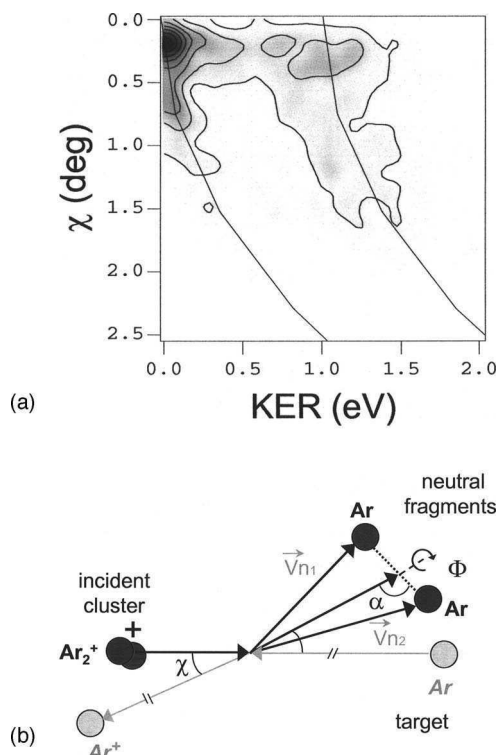 0.0
0.5
1.0
1.5
2.0
2.5
χ (deg)
0.0 0.5 1.0 1.5 2.0
KER (eV)
(a)
neutral
fragments
Ar
Vn1
Φ
incident
cluster
+
α
Ar
Ar2+
χ
Vn2
Ar
target
(b)
Ar+